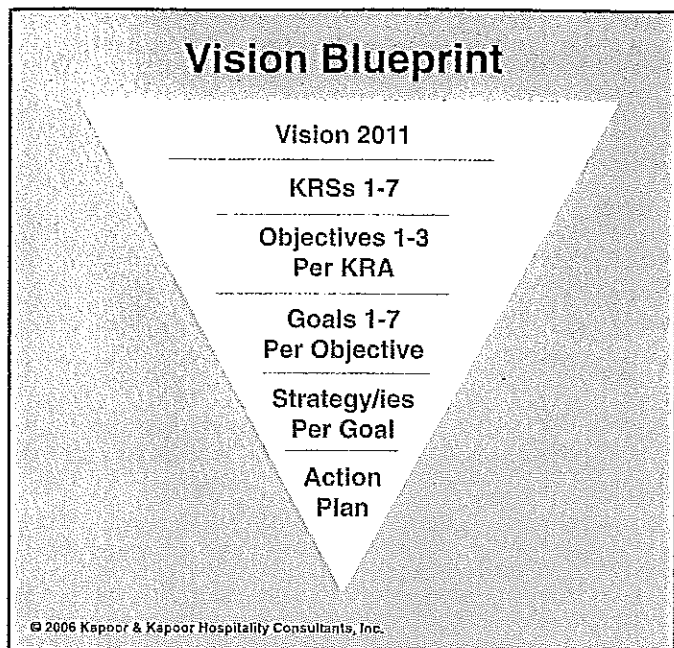 Vision Blueprint
Vision 2011
KRSs 1-7
Objectives 1-3
Per KRA
Goals 1-7
Per Objective
Strategy/ies
Per Goal
Action
Plan
© 2006 Kapoor & Kapoor Hospitality Consultants, Inc.